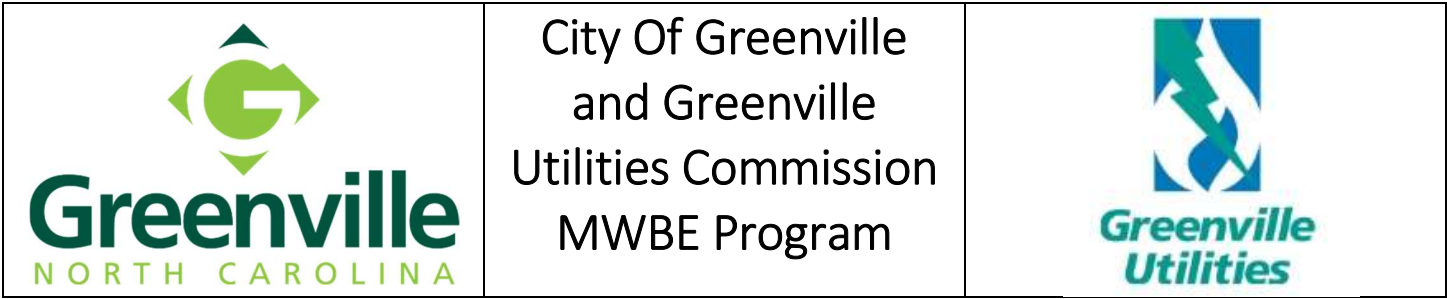 Greenville
NORTH CAROLINA
City Of Greenville
and Greenville
Utilities Commission
MWBE Program
Greenville
Utilities